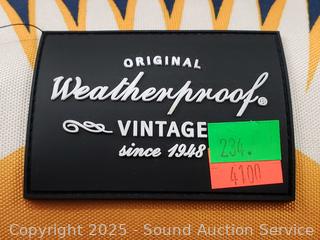 ORIGINAL
Weatherproof®
VINTAGE
since 1948
234.
4100
Copyright 2025 - Sound Auction Service